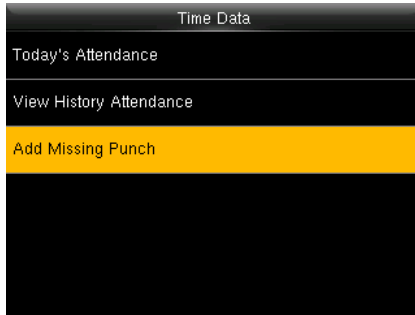 Time Data
Today's Attendance
View History Attendance
Add Missing Punch